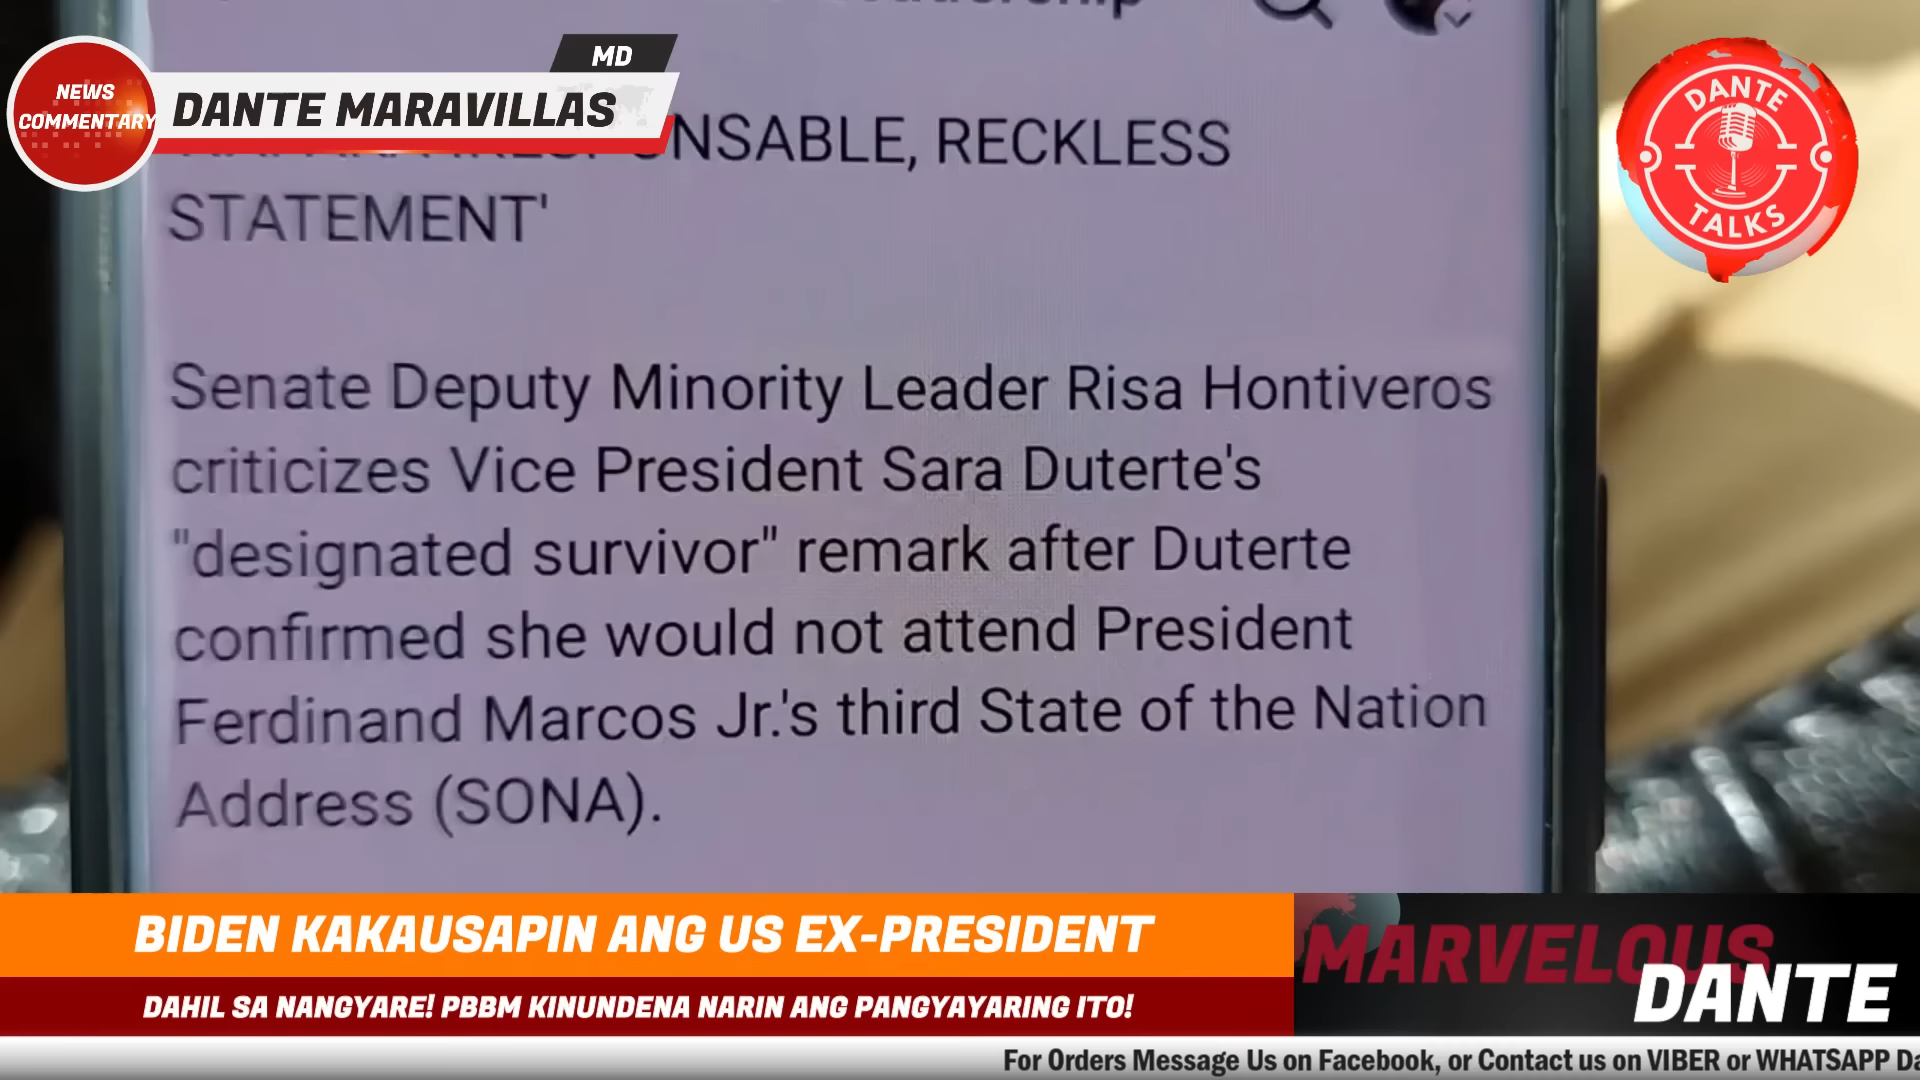 MD
NEWS
COMMENTARY
DANTE MARAVILLAS
DANTE
TALKS
RECKLESS
STATEMENT'
Senate Deputy Minority Leader Risa Hontiveros
criticizes Vice President Sara Duterte's
"designated survivor" remark after Duterte
confirmed she would not attend President
Ferdinand Marcos Jr.'s third State of the Nation
Address (SONA).
BIDEN KAKAUSAPIN ANG US EX-PRESIDENT
DAHIL SA NANGYARE! PBBM KINUNDENA NARIN ANG PANGYAYARING ITO!
MARVELOUS
DANTE
For Orders Message Us on Facebook, or Contact us on VIBER or WHATSAPP